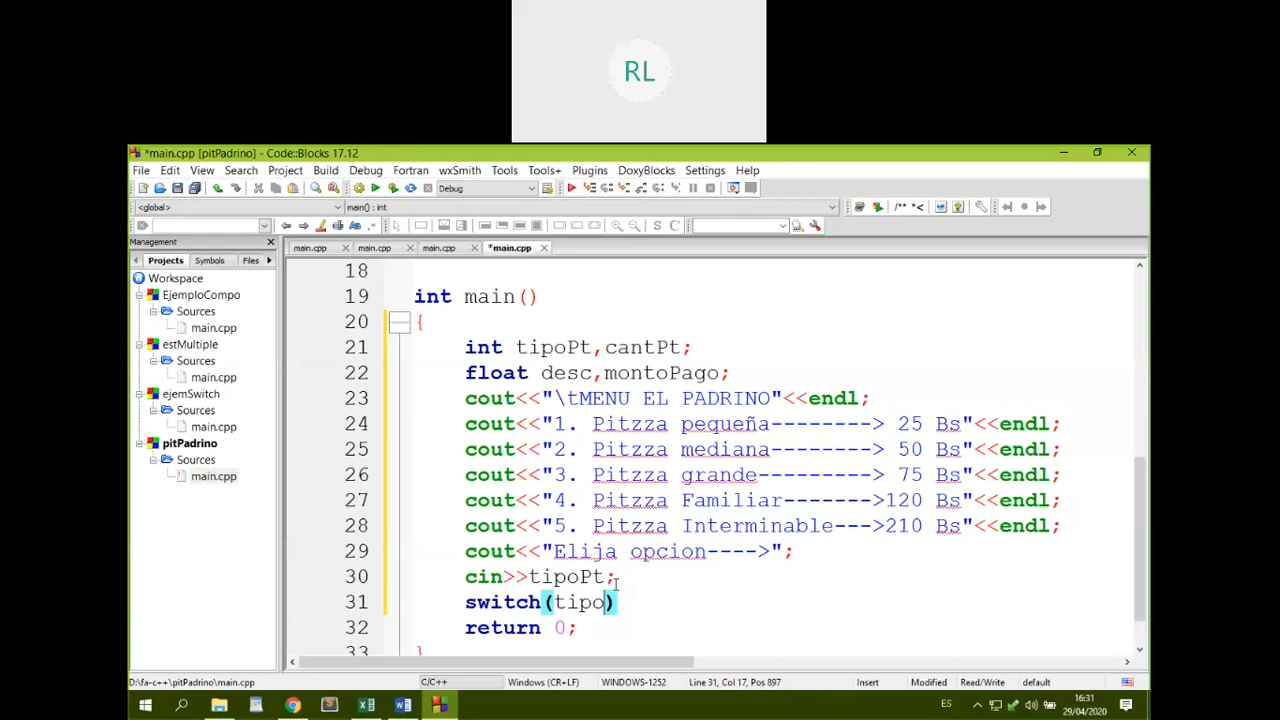 RL
*main.cpp [pitPadrino] - Code::Blocks 17.12
File Edit View Search Project Build Debug Fortran wxSmith Tools Tools+ Plugins DoxyBlocks Settings Help
Debug
<global> main() : int
/** *<
S C
Management
main.cpp main.cpp main.cpp *main.cpp
Projects Symbols Files
Workspace
EjemploCompo
Sources
main.cpp
estMultiple
Sources
main.cpp
ejemSwitch
Sources
main.cpp
pitPadrino
Sources
main.cpp
18
19 int main()
20 {
21 int tipoPt,cantPt;
22 float desc,montoPago;
23 cout<<"\tMENU EL PADRINO"<<endl;
24 cout<<"1. Pitzza pequeña--------> 25 Bs"<<endl;
25 cout<<"2. Pitzza mediana--------> 50 Bs"<<endl;
26 cout<<"3. Pitzza grande---------> 75 Bs"<<endl;
27 cout<<"4. Pitzza Familiar------->120 Bs"<<endl;
28 cout<<"5. Pitzza Interminable--->210 Bs"<<endl;
29 cout<<"Elija opcion---->";
30 cin>>tipoPt;
31 switch(tipo)
32 return 0;
33 }
D:\fa-c++\pitPadrino\main.cpp C/C++ Windows (CR+LF) WINDOWS-1252 Line 31, Col 17, Pos 897 Insert Modified Read/Write default
ES 16:31
29/04/2020